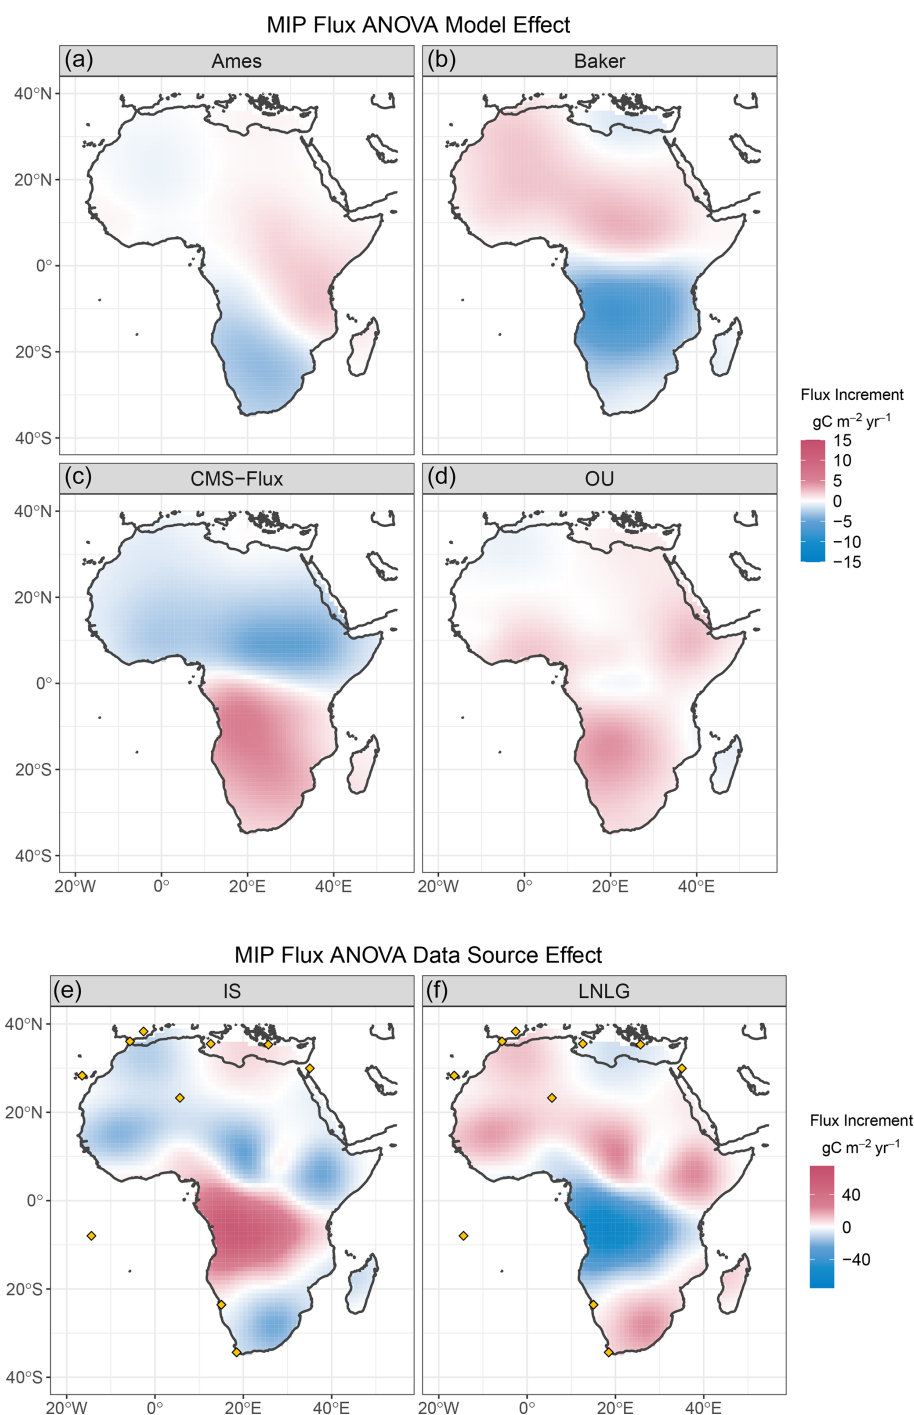 MIP Flux ANOVA Model Effect
(a) Ames
(b) Baker
40°N
20°N
0°
20°S
40°S
(c) CMS−Flux
(d) OU
40°N
20°N
0°
20°S
40°S
20°W 0° 20°E 40°E
20°W 0° 20°E 40°E
Flux Increment
gC m⁻² yr⁻¹
15
10
5
0
−5
−10
−15
MIP Flux ANOVA Data Source Effect
(e) IS
(f) LNLG
40°N
20°N
0°
20°S
40°S
20°W 0° 20°E 40°E
20°W 0° 20°E 40°E
Flux Increment
gC m⁻² yr⁻¹
40
0
−40